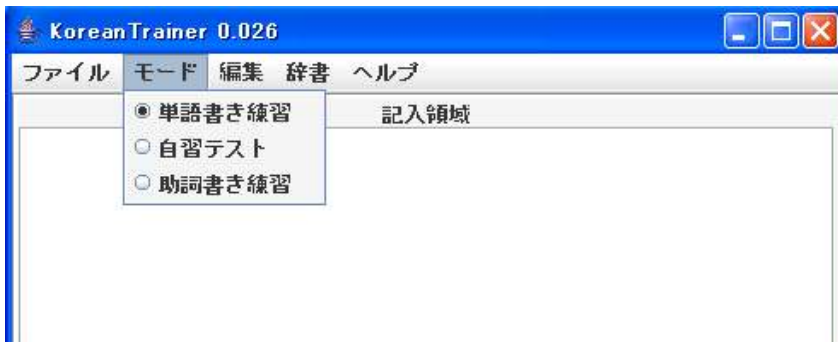 KoreanTrainer 0.026
ファイル モード 編集 辞書 ヘルプ
単語書き練習 記入領域
自習テスト
助詞書き練習